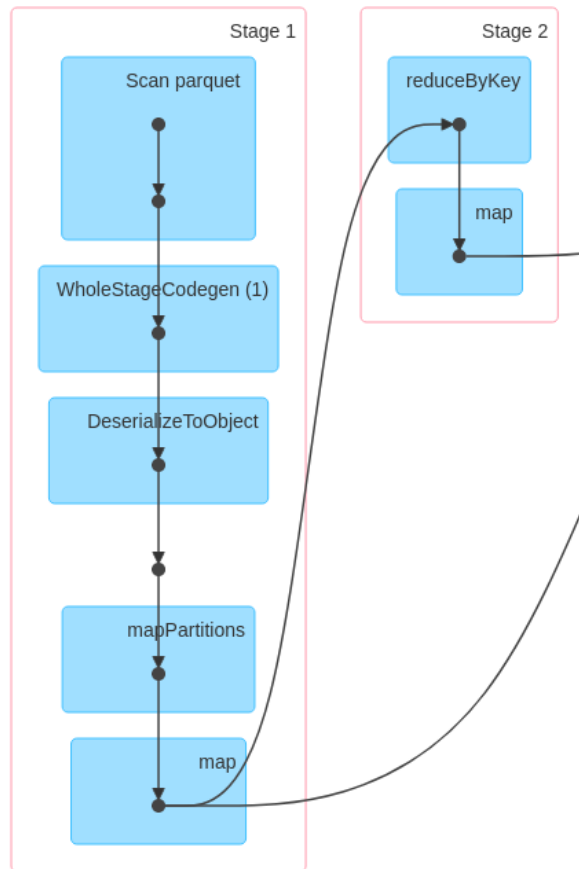 Stage 1
Scan parquet
WholeStageCodegen (1)
DeserializeToObject
mapPartitions
map
Stage 2
reduceByKey
map